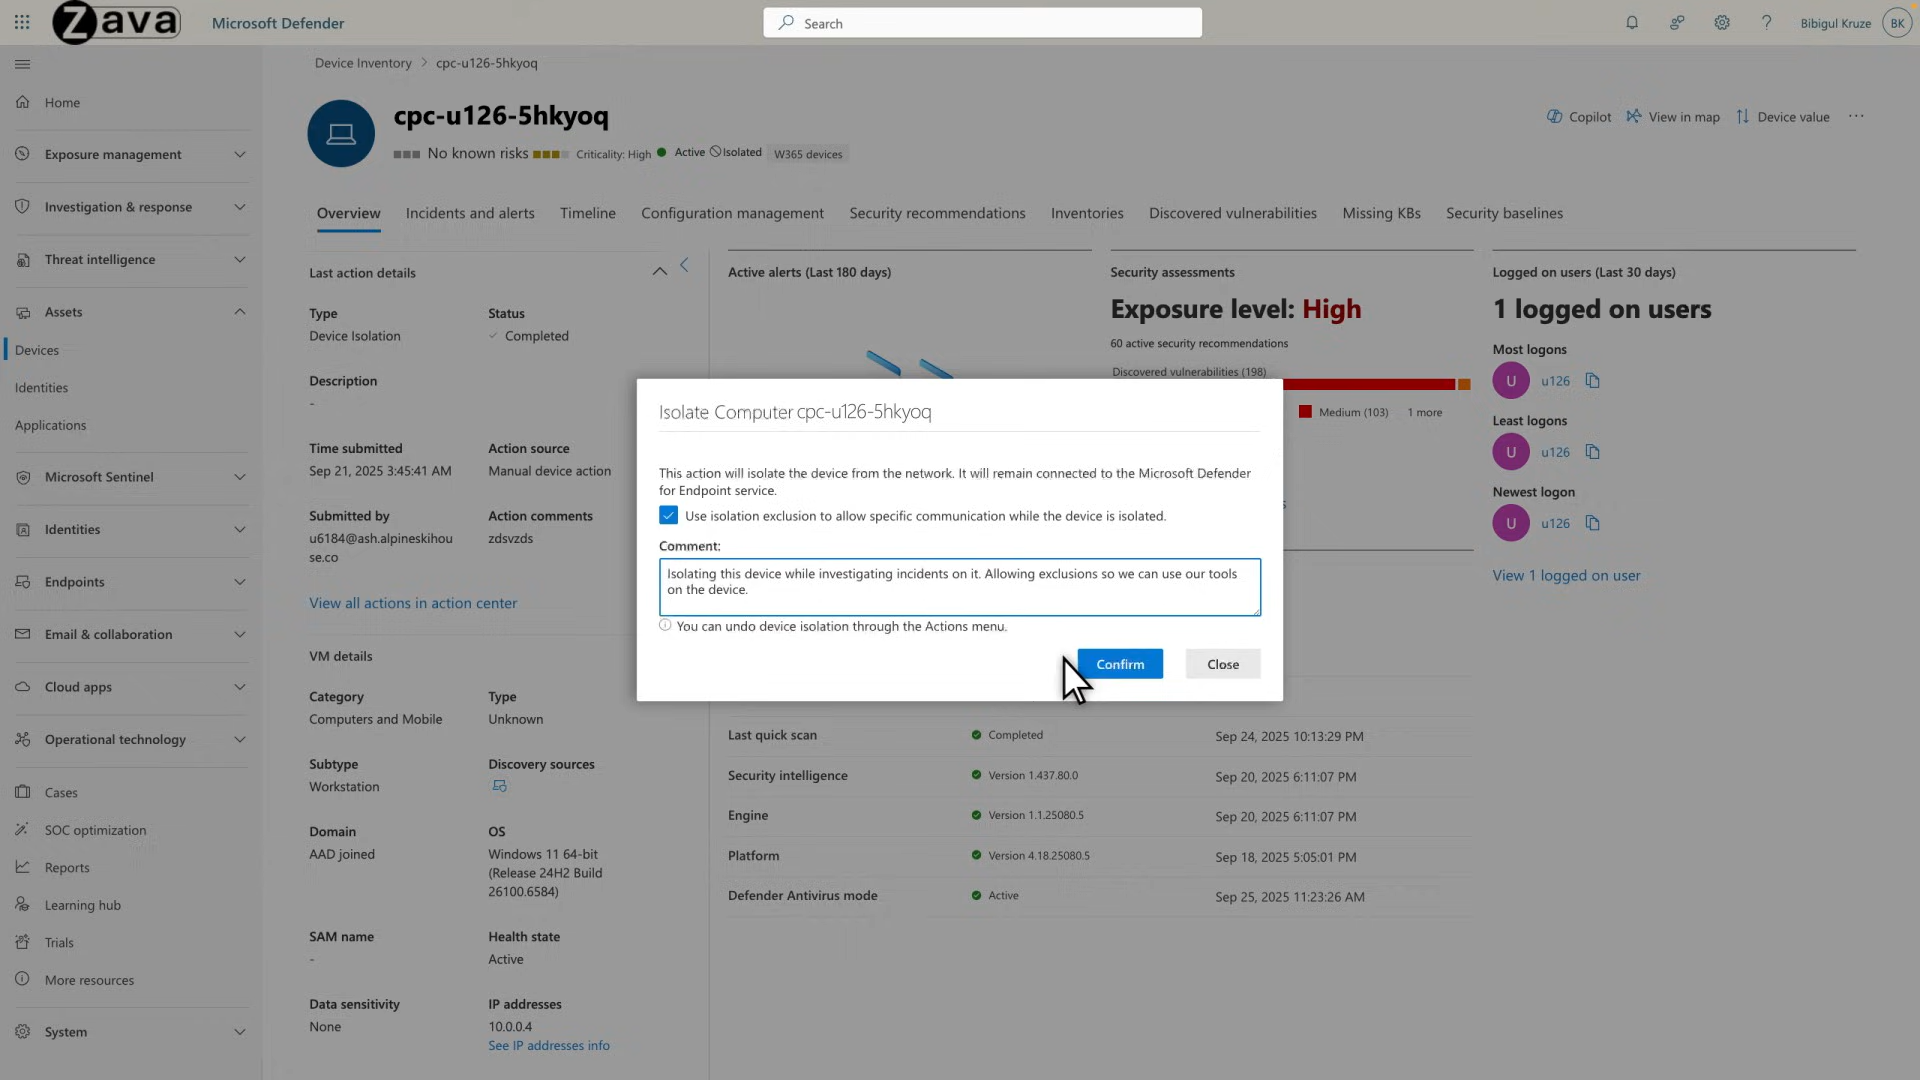 Zava
Microsoft Defender
Search
Bibigul Kruze
BK
Home
Exposure management
Investigation & response
Threat intelligence
Assets
Devices
Identities
Applications
Microsoft Sentinel
Identities
Endpoints
Email & collaboration
Cloud apps
Operational technology
Cases
SOC optimization
Reports
Learning hub
Trials
More resources
System
Device Inventory > cpc-u126-5hkyoq
cpc-u126-5hkyoq
No known risks Criticality: High Active Isolated W365 devices
Copilot View in map Device value ...
Overview Incidents and alerts Timeline Configuration management Security recommendations Inventories Discovered vulnerabilities Missing KBs Security baselines
Last action details
Type Status
Device Isolation Completed
Description
-
Time submitted Action source
Sep 21, 2025 3:45:41 AM Manual device action
Submitted by Action comments
u6184@ash.alpineskihou zdsvzds
se.co
View all actions in action center
VM details
Category Type
Computers and Mobile Unknown
Subtype Discovery sources
Workstation
Domain OS
AAD joined Windows 11 64-bit
(Release 24H2 Build
26100.6584)
SAM name Health state
- Active
Data sensitivity IP addresses
None 10.0.0.4
See IP addresses info
Active alerts (Last 180 days)
Security assessments
Exposure level: High
60 active security recommendations
Discovered vulnerabilities (198)
Medium (103) 1 more
Logged on users (Last 30 days)
1 logged on users
Most logons
U u126
Least logons
U u126
Newest logon
U u126
View 1 logged on user
Isolate Computer cpc-u126-5hkyoq
This action will isolate the device from the network. It will remain connected to the Microsoft Defender
for Endpoint service.
Use isolation exclusion to allow specific communication while the device is isolated.
Comment:
Isolating this device while investigating incidents on it. Allowing exclusions so we can use our tools
on the device.
You can undo device isolation through the Actions menu.
Confirm Close
Last quick scan Completed Sep 24, 2025 10:13:29 PM
Security intelligence Version 1.437.80.0 Sep 20, 2025 6:11:07 PM
Engine Version 1.1.25080.5 Sep 20, 2025 6:11:07 PM
Platform Version 4.18.25080.5 Sep 18, 2025 5:05:01 PM
Defender Antivirus mode Active Sep 25, 2025 11:23:26 AM